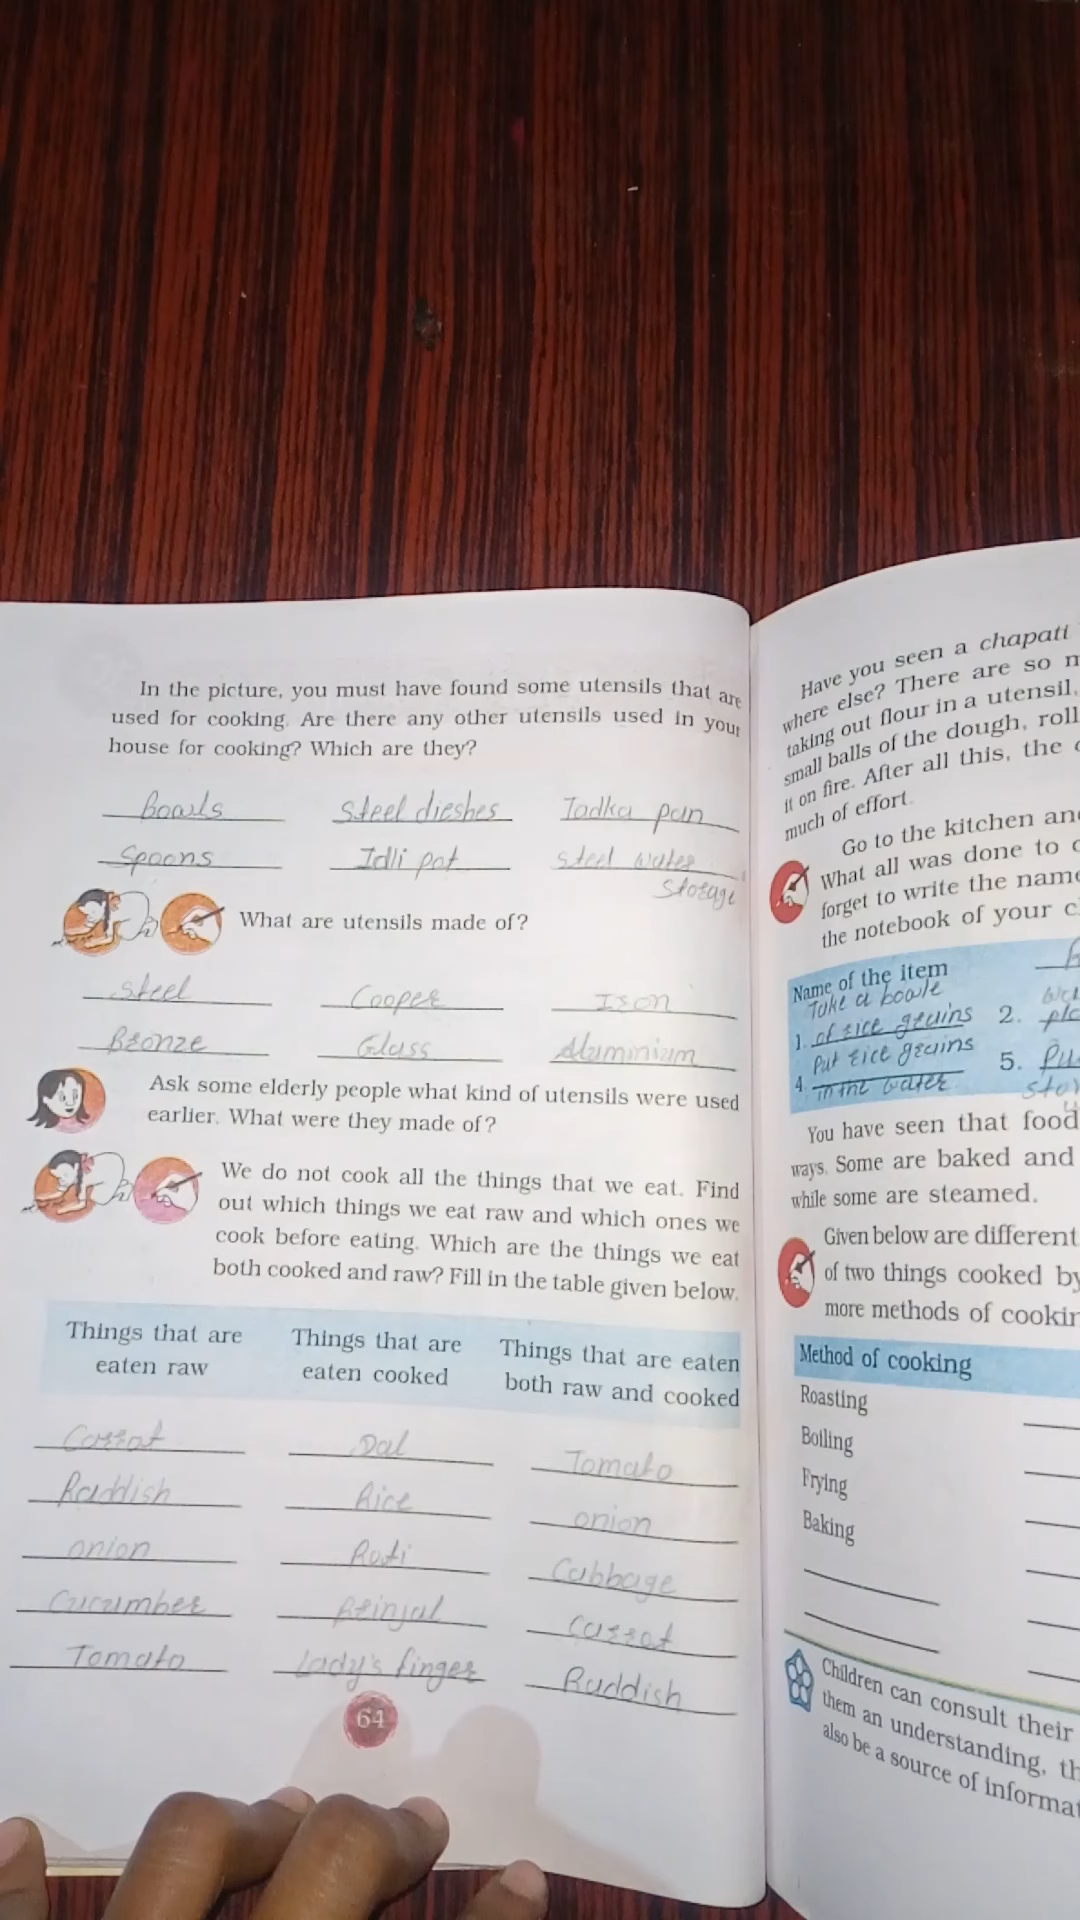 In the picture, you must have found some utensils that are
used for cooking. Are there any other utensils used in your
house for cooking? Which are they?
Bowls Steel dieshes Tadka pan
Spoons Idli pot steel water
storage
What are utensils made of?
steel Cooper Iron
Bronze Glass Aluminium
Ask some elderly people what kind of utensils were used
earlier. What were they made of?
We do not cook all the things that we eat. Find
out which things we eat raw and which ones we
cook before eating. Which are the things we eat
both cooked and raw? Fill in the table given below.
Things that are Things that are Things that are eaten
eaten raw eaten cooked both raw and cooked
Carrot Dal Tomato
Raddish Rice onion
onion Roti Cabbage
Cucumber Brinjal Carrot
Tomato Lady's finger Raddish
64
Have you seen a chapati
where else? There are so
taking out flour in a utensil,
small balls of the dough, roll
it on fire. After all this, the
much of effort.
Go to the kitchen
What all was done to
forget to write the name
the notebook of your
Name of the item
Take a bowle
1. of rice grains 2.
Put rice grains
4. in the water 5.
You have seen that food
ways. Some are baked and
while some are steamed.
Given below are different
of two things cooked by
more methods of
Method of cooking
Roasting
Boiling
Frying
Baking
Children can consult their
them an understanding,
also be a source of